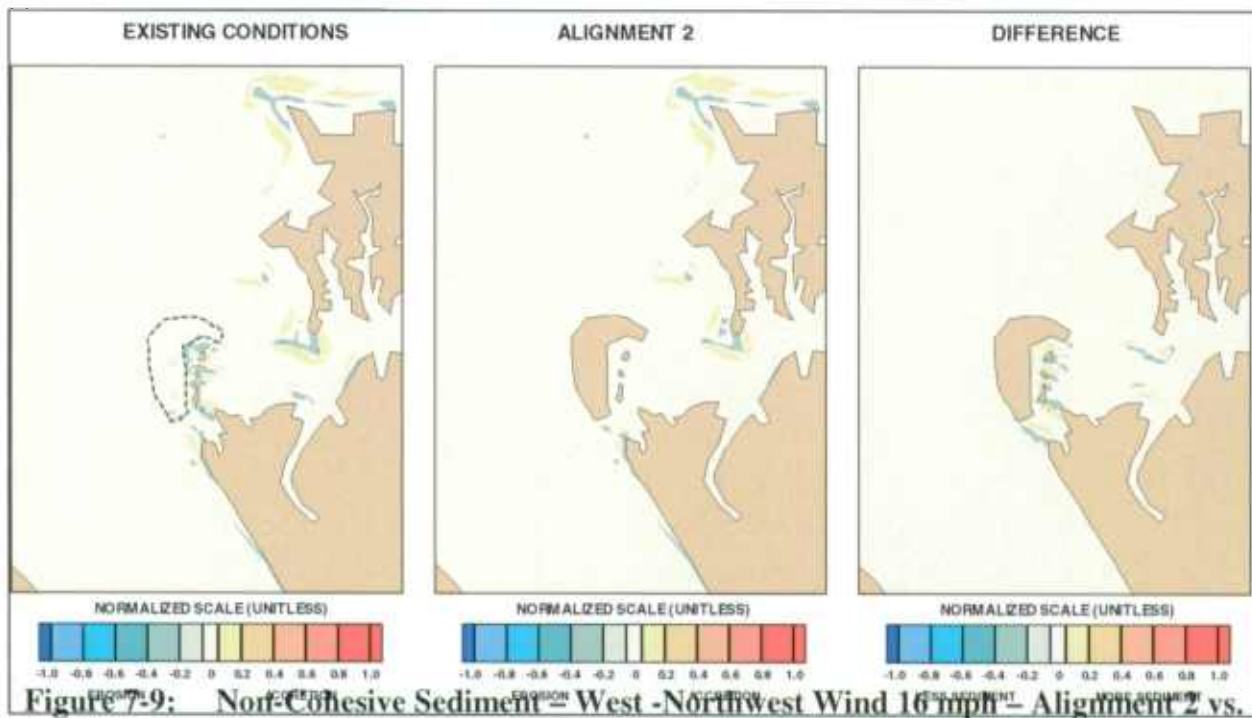 EXISTING CONDITIONS ALIGNMENT 2 DIFFERENCE
NORMALIZED SCALE (UNITLESS) NORMALIZED SCALE (UNITLESS) NORMALIZED SCALE (UNITLESS)
-1.0 -0.8 -0.6 -0.4 -0.2 0 0.2 0.4 0.6 0.8 1.0 -1.0 -0.8 -0.6 -0.4 -0.2 0 0.2 0.4 0.6 0.8 1.0 -1.0 -0.8 -0.6 -0.4 -0.2 0 0.2 0.4 0.6 0.8 1.0
EROSION ACCRETION EROSION ACCRETION LESS SEDIMENT MORE SEDIMENT
Figure 7-9: Non-Cohesive Sediment – West -Northwest Wind 16 mph – Alignment 2 vs.